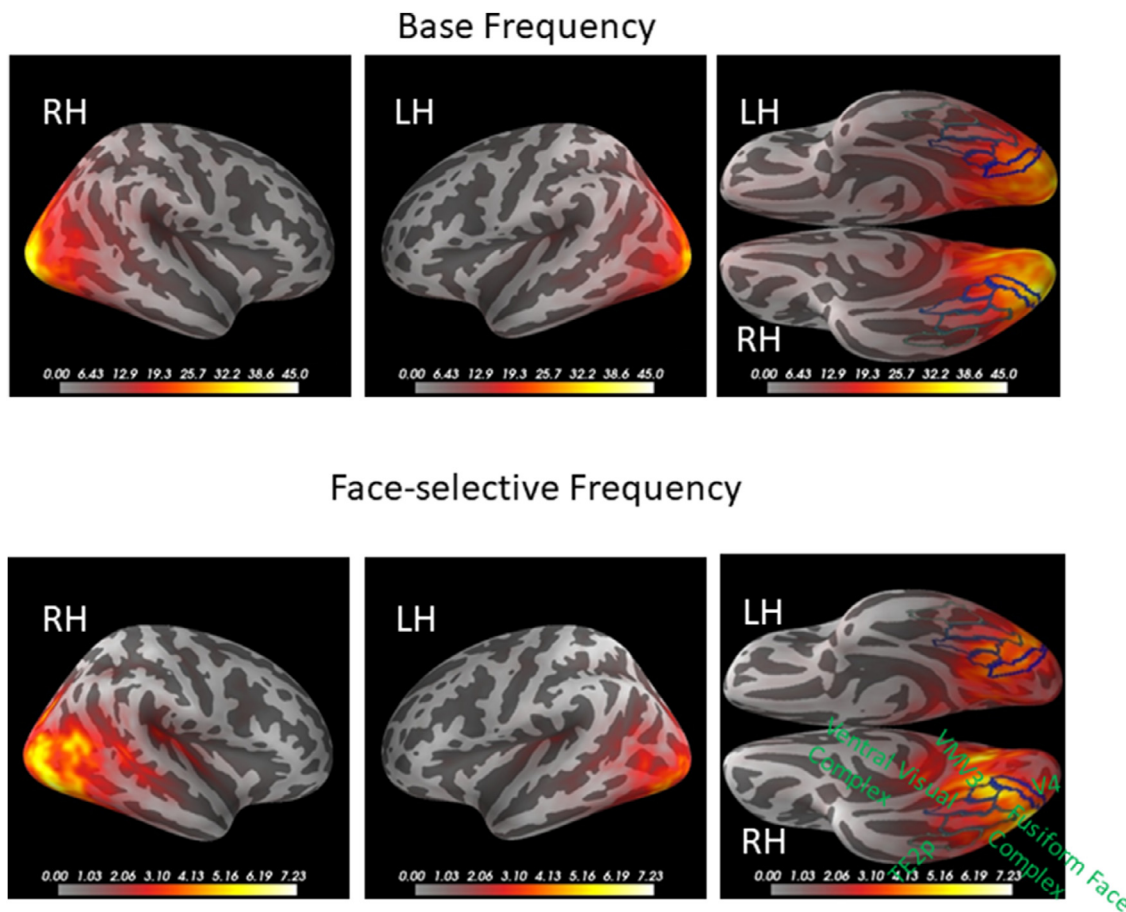 Base Frequency
RH
LH
LH
RH
0.00 6.43 12.9 19.3 25.7 32.2 38.6 45.0
0.00 6.43 12.9 19.3 25.7 32.2 38.6 45.0
0.00 6.43 12.9 19.3 25.7 32.2 38.6 45.0
Face-selective Frequency
RH
LH
LH
RH
Ventral Visual
Complex
VMV3
V4
Fusiform Face
Complex
0.00 1.03 2.06 3.10 4.13 5.16 6.19 7.23
0.00 1.03 2.06 3.10 4.13 5.16 6.19 7.23
0.00 1.03 2.06 3.10 4.13 5.16 6.19 7.23